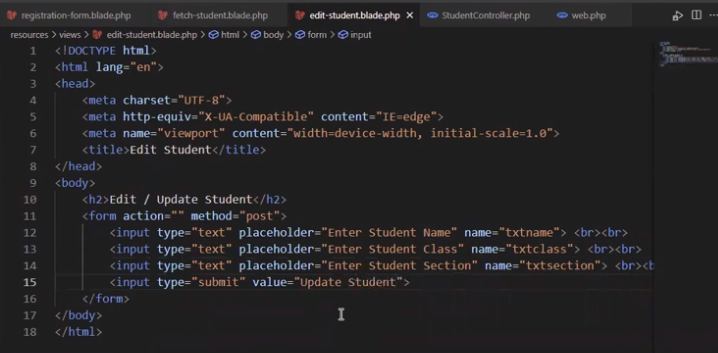 registration-form.blade.php fetch-student.blade.php edit-student.blade.php StudentController.php web.php
resources > views > edit-student.blade.php > html > body > form > input
1 <!DOCTYPE html>
2 <html lang="en">
3 <head>
4 <meta charset="UTF-8">
5 <meta http-equiv="X-UA-Compatible" content="IE=edge">
6 <meta name="viewport" content="width=device-width, initial-scale=1.0">
7 <title>Edit Student</title>
8 </head>
9 <body>
10 <h2>Edit / Update Student</h2>
11 <form action="" method="post">
12 <input type="text" placeholder="Enter Student Name" name="txtname"> <br><br>
13 <input type="text" placeholder="Enter Student Class" name="txtclass"> <br><br>
14 <input type="text" placeholder="Enter Student Section" name="txtsection"> <br><b
15 <input type="submit" value="Update Student">
16 </form>
17 </body>
18 </html>